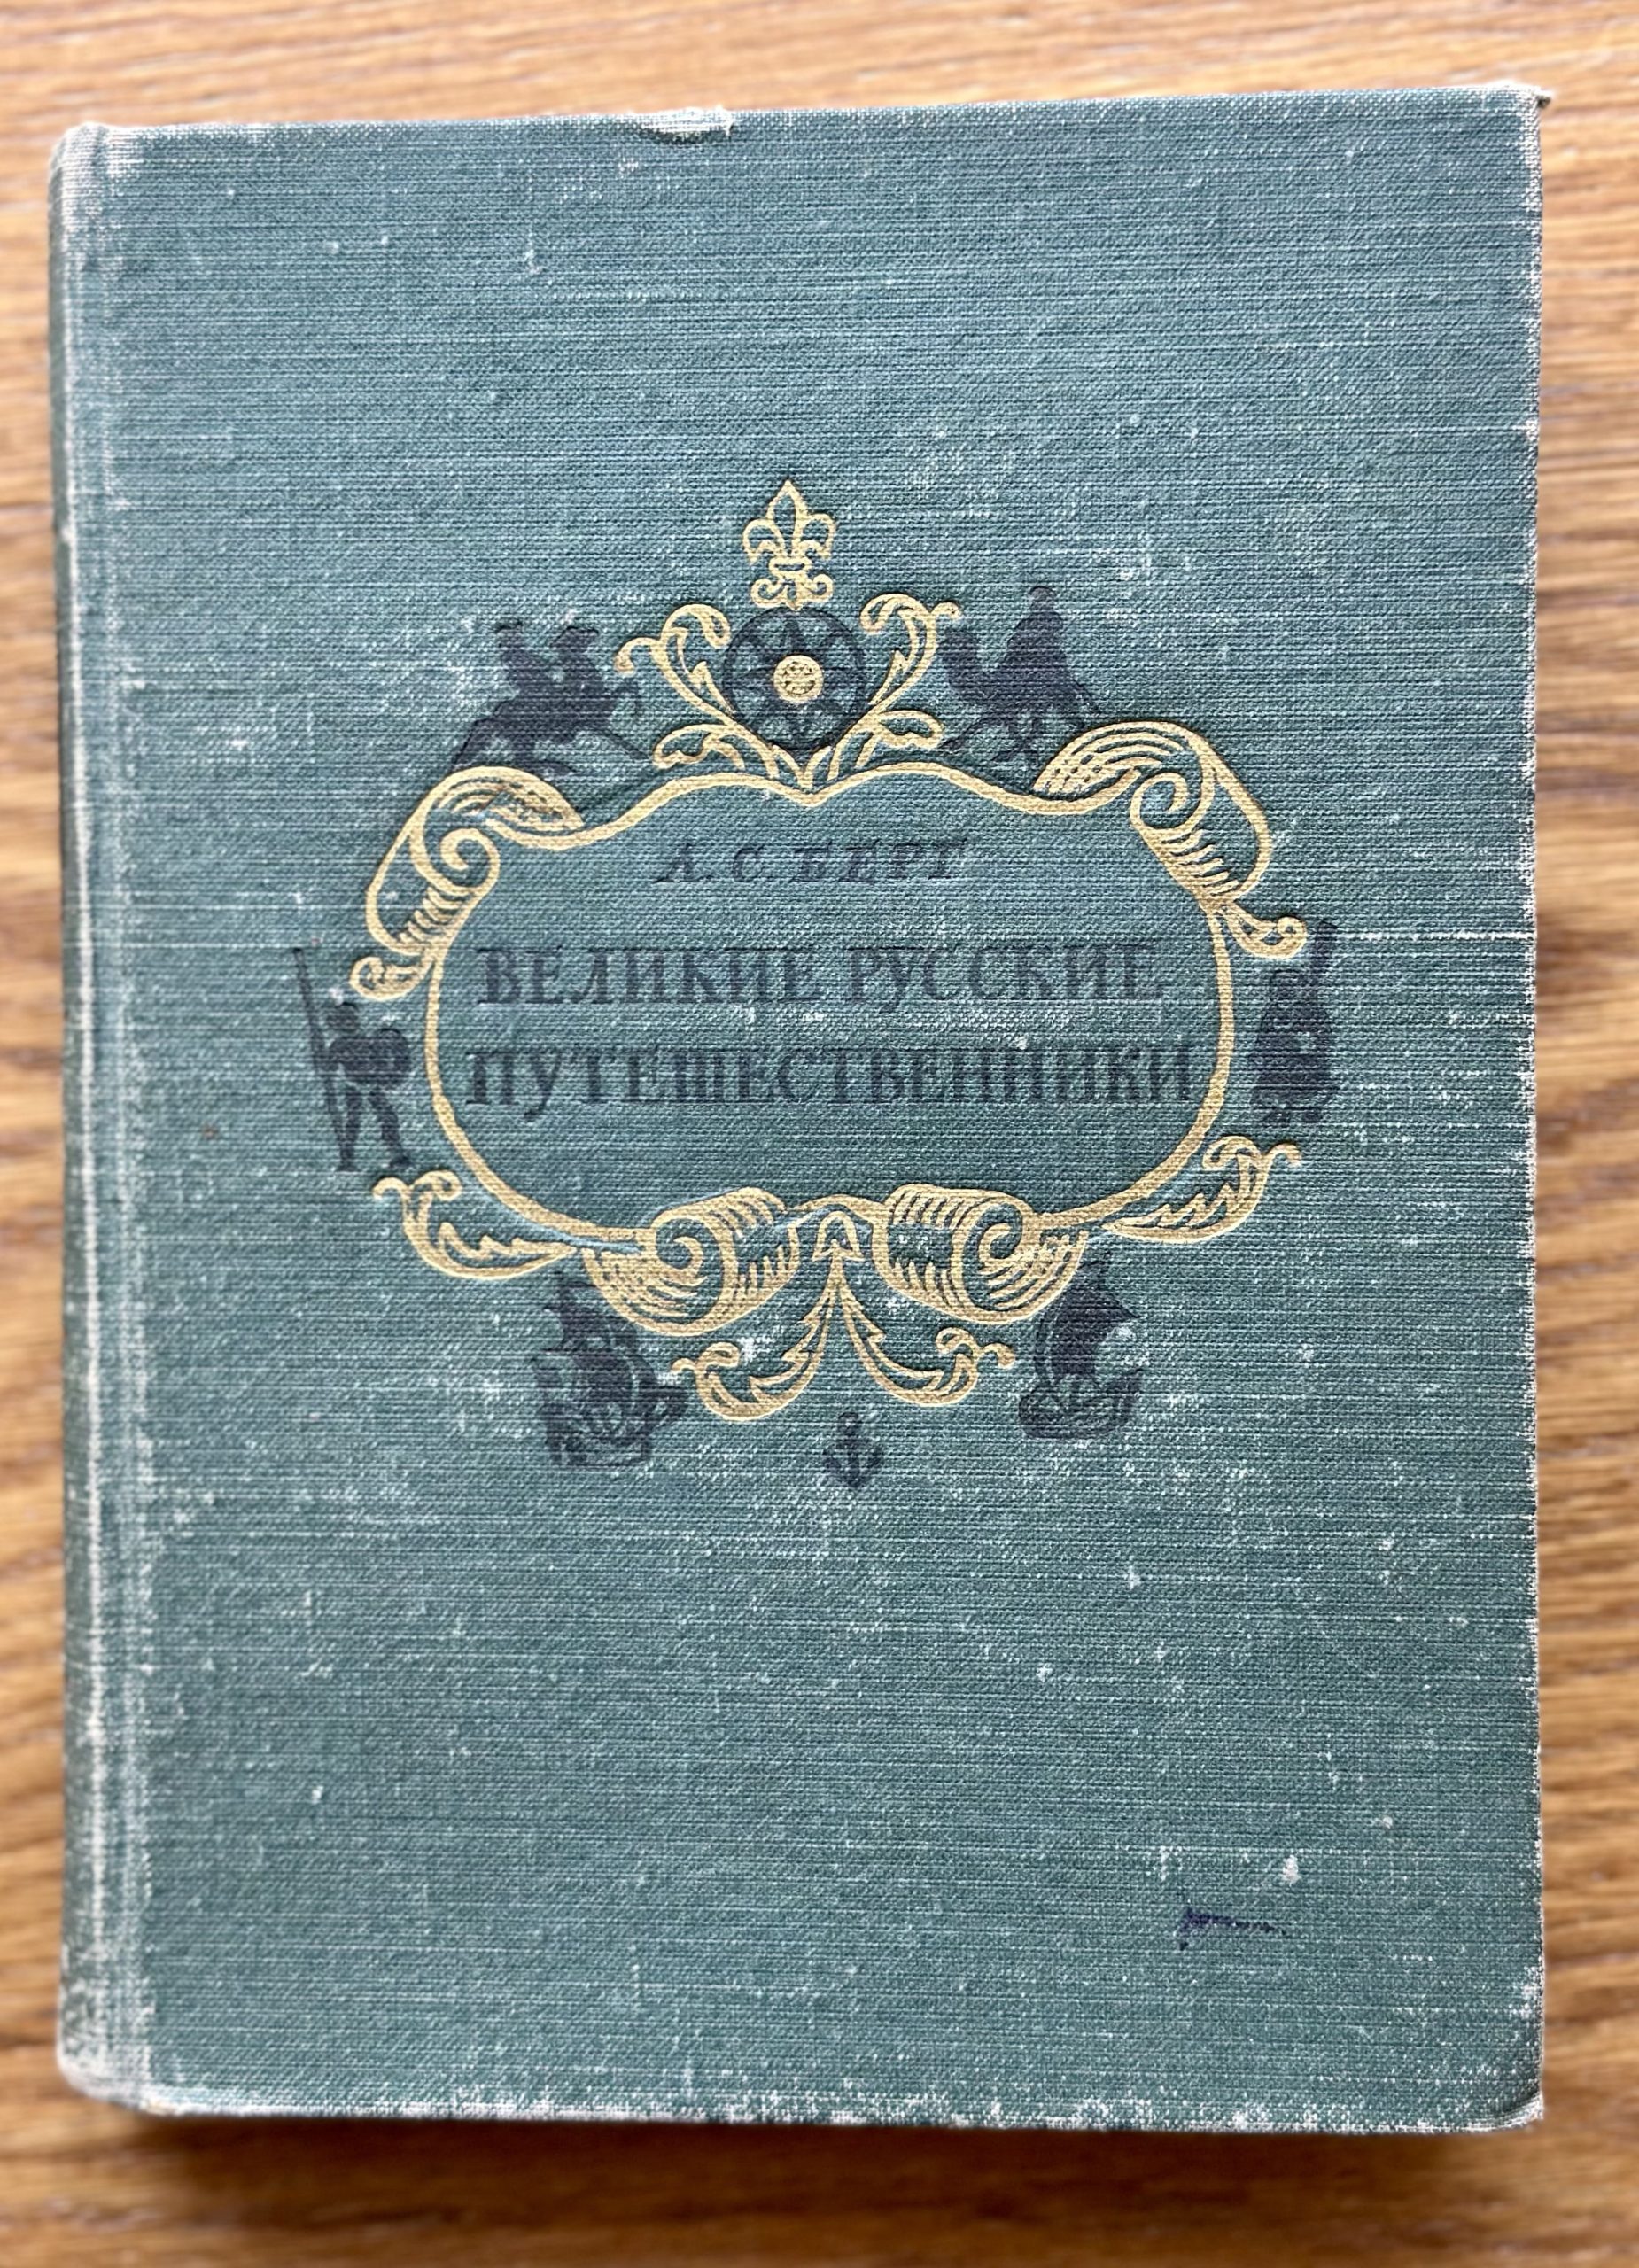 Л. С. БЕРГ
ВЕЛИКИЕ РУССКИЕ
ПУТЕШЕСТВЕННИКИ